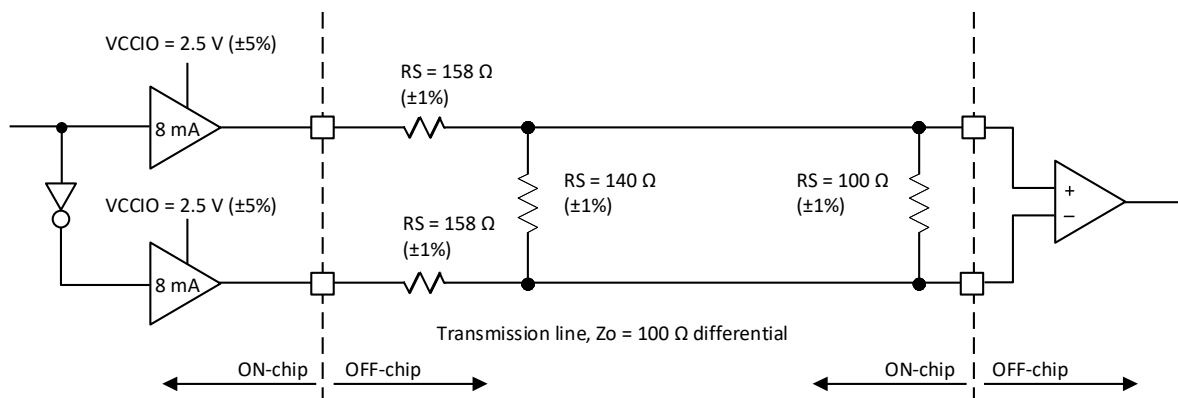 VCCIO = 2.5 V (±5%)
8 mA
RS = 158 Ω
(±1%)
RS = 140 Ω
(±1%)
RS = 100 Ω
(±1%)
+
−
VCCIO = 2.5 V (±5%)
8 mA
RS = 158 Ω
(±1%)
Transmission line, Zo = 100 Ω differential
ON-chip OFF-chip
ON-chip OFF-chip